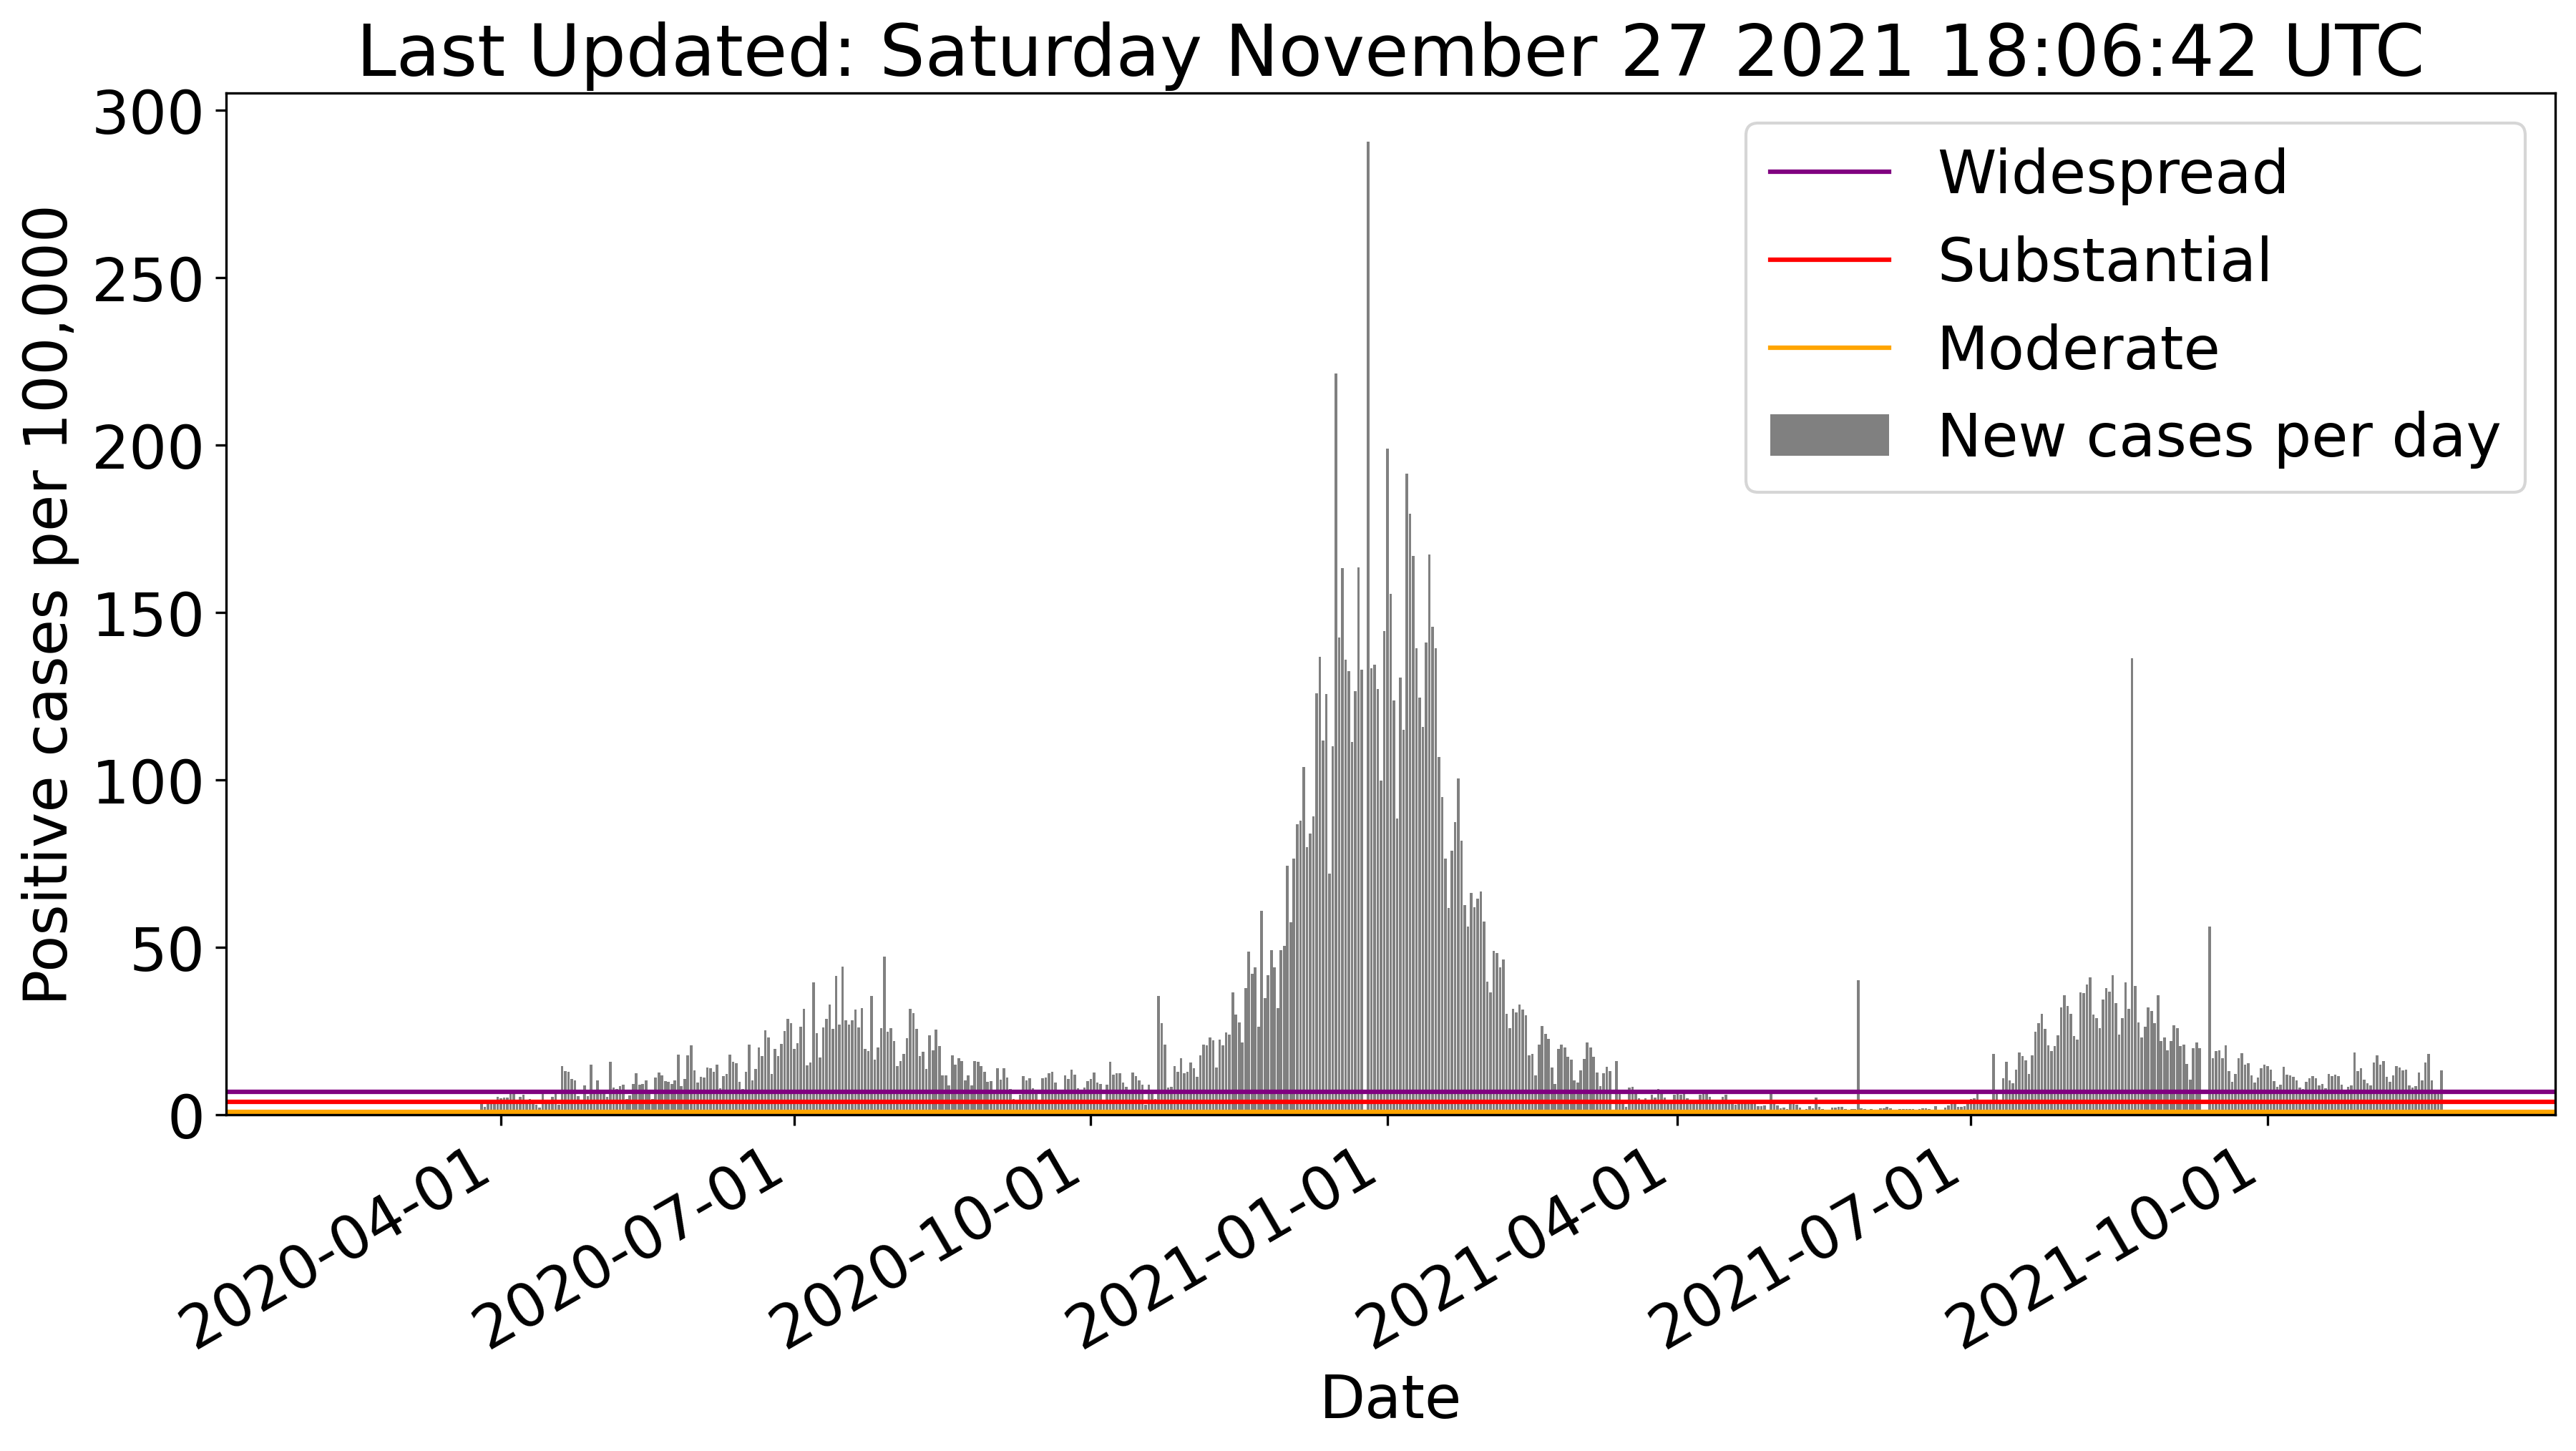 Last Updated: Saturday November 27 2021 18:06:42 UTC
Positive cases per 100,000
300
250
200
150
100
50
0
Widespread
Substantial
Moderate
New cases per day
2020-04-01
2020-07-01
2020-10-01
2021-01-01
2021-04-01
2021-07-01
2021-10-01
Date